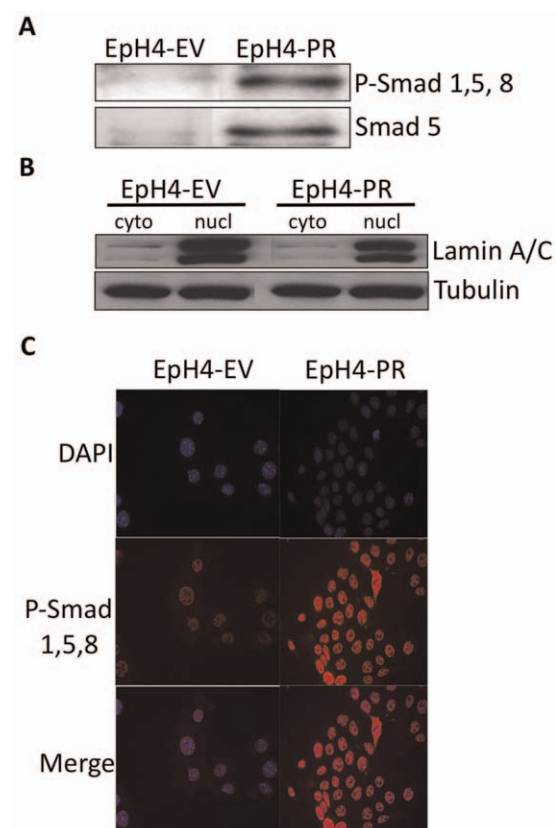 A
EpH4-EV EpH4-PR
P-Smad 1,5, 8
Smad 5
B
EpH4-EV EpH4-PR
cyto nucl cyto nucl
Lamin A/C
Tubulin
C
EpH4-EV EpH4-PR
DAPI
P-Smad
1,5,8
Merge